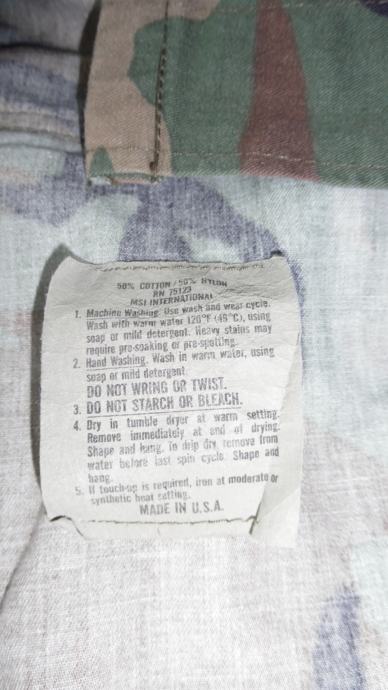 50% COTTON/50% NYLON
RN 75123
MSI INTERNATIONAL
1. Machine Washing. Use wash and wear cycle.
Wash with warm water 120°F (49°C), using
soap or mild detergent. Heavy stains may
require pre-soaking or pre-spotting.
2. Hand Washing. Wash in warm water, using
soap or mild detergent.
DO NOT WRING OR TWIST.
3. DO NOT STARCH OR BLEACH.
4. Dry in tumble dryer at warm setting.
Remove immediately at end of drying.
Shape and hang. To drip dry, remove from
water before last spin cycle. Shape and
hang.
5. If touch-up is required, iron at moderate or
synthetic heat setting.
MADE IN U.S.A.